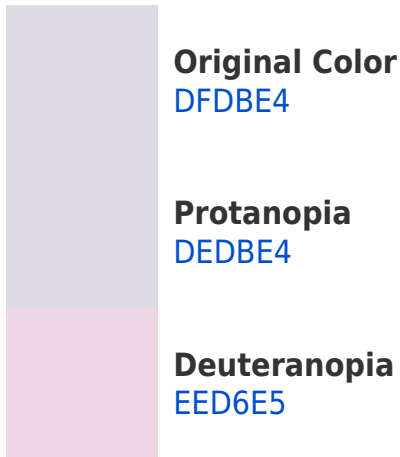 Original Color
DFDBE4
Protanopia
DEDBE4
Deuteranopia
EED6E5